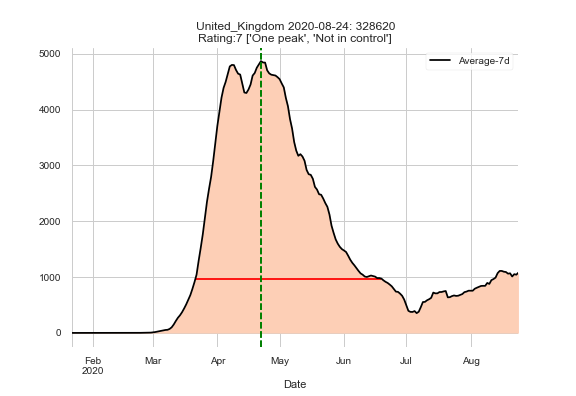 United_Kingdom 2020-08-24: 328620
Rating:7 ['One peak', 'Not in control']
Average-7d
5000
4000
3000
2000
1000
0
Feb Mar Apr May Jun Jul Aug
2020
Date